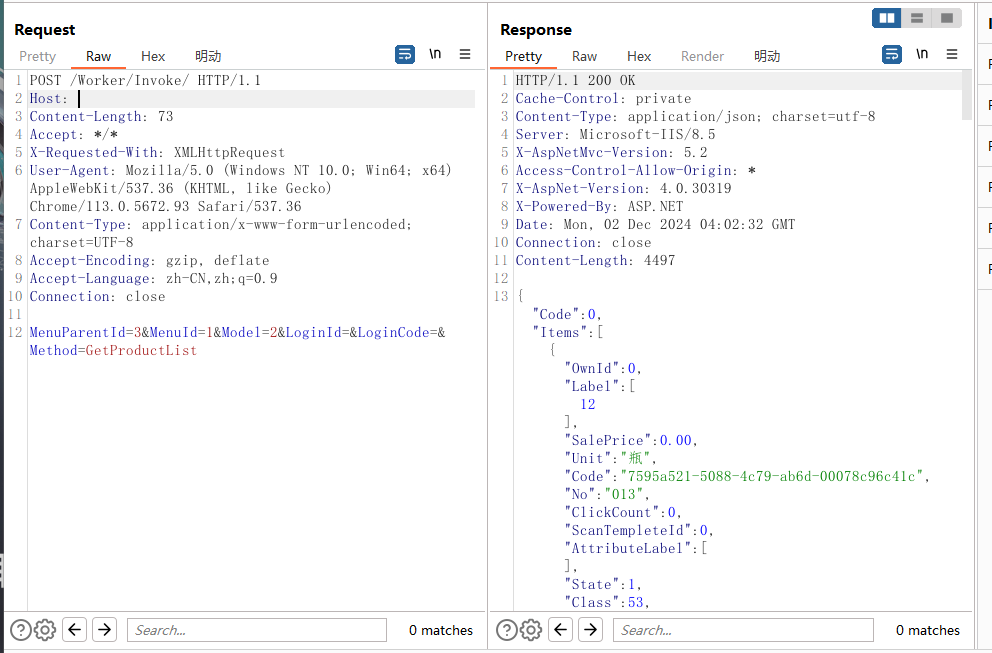 Request
Pretty Raw Hex 明动 \n
1 POST /Worker/Invoke/ HTTP/1.1
2 Host:
3 Content-Length: 73
4 Accept: */*
5 X-Requested-With: XMLHttpRequest
6 User-Agent: Mozilla/5.0 (Windows NT 10.0; Win64; x64)
AppleWebKit/537.36 (KHTML, like Gecko)
Chrome/113.0.5672.93 Safari/537.36
7 Content-Type: application/x-www-form-urlencoded;
charset=UTF-8
8 Accept-Encoding: gzip, deflate
9 Accept-Language: zh-CN,zh;q=0.9
10 Connection: close
11
12 MenuParentId=3&MenuId=1&Model=2&LoginId=&LoginCode=&
Method=GetProductList
Search...
0 matches
Response
Pretty Raw Hex Render 明动 \n
1 HTTP/1.1 200 OK
2 Cache-Control: private
3 Content-Type: application/json; charset=utf-8
4 Server: Microsoft-IIS/8.5
5 X-AspNetMvc-Version: 5.2
6 Access-Control-Allow-Origin: *
7 X-AspNet-Version: 4.0.30319
8 X-Powered-By: ASP.NET
9 Date: Mon, 02 Dec 2024 04:02:32 GMT
10 Connection: close
11 Content-Length: 4497
12
13 {
"Code":0,
"Items":[
{
"OwnId":0,
"Label":[
12
],
"SalePrice":0.00,
"Unit":"瓶",
"Code":"7595a521-5088-4c79-ab6d-00078c96c41c",
"No":"013",
"ClickCount":0,
"ScanTempleteId":0,
"AttributeLabel":[
],
"State":1,
"Class":53,
Search...
0 matches